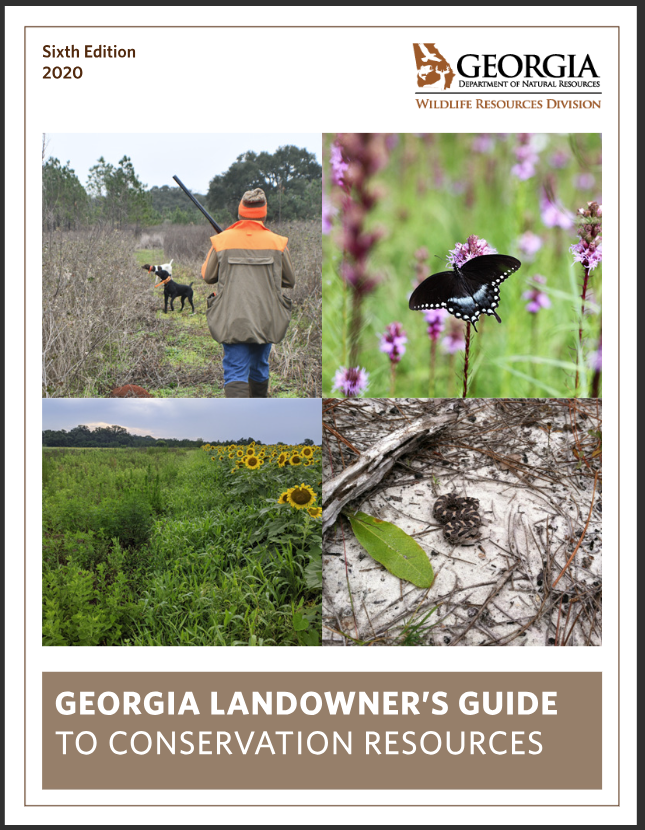 Sixth Edition
2020
GEORGIA
DEPARTMENT OF NATURAL RESOURCES
WILDLIFE RESOURCES DIVISION
GEORGIA LANDOWNER'S GUIDE
TO CONSERVATION RESOURCES